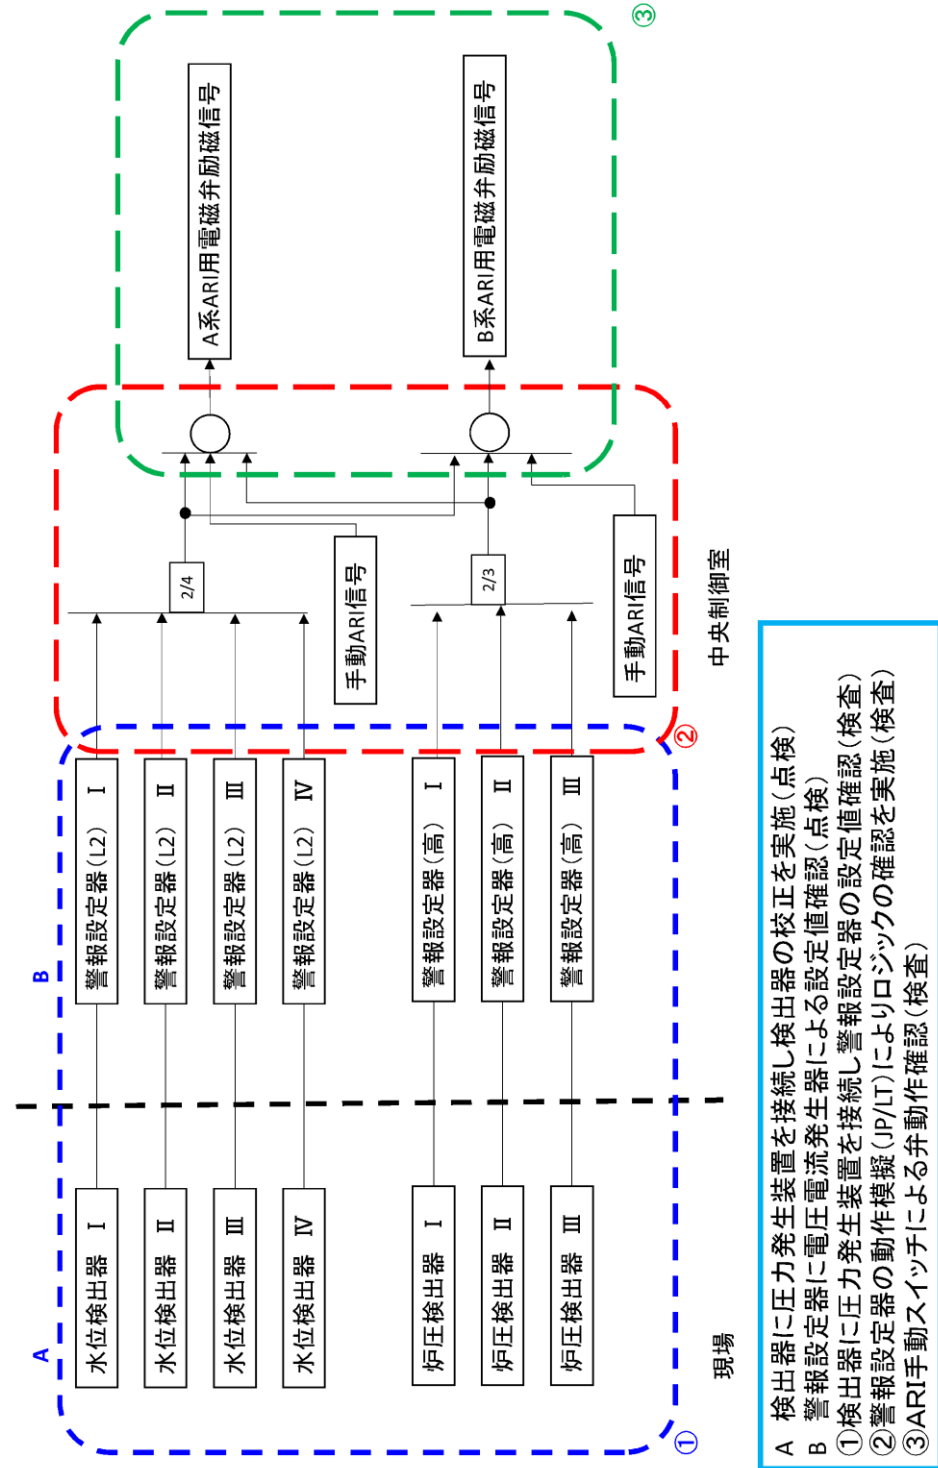 A
B
水位検出器 Ⅰ
警報設定器(L2) Ⅰ
水位検出器 Ⅱ
警報設定器(L2) Ⅱ
水位検出器 Ⅲ
警報設定器(L2) Ⅲ
水位検出器 Ⅳ
警報設定器(L2) Ⅳ
2/4
手動ARI信号
A系ARI用電磁弁励磁信号
炉圧検出器 Ⅰ
警報設定器(高) Ⅰ
炉圧検出器 Ⅱ
警報設定器(高) Ⅱ
炉圧検出器 Ⅲ
警報設定器(高) Ⅲ
2/3
手動ARI信号
B系ARI用電磁弁励磁信号
①
②
③
現場
中央制御室
A 検出器に圧力発生装置を接続し検出器の校正を実施(点検)
B 警報設定器に電圧電流発生器による設定値確認(点検)
①検出器に圧力発生装置を接続し警報設定器の設定値確認(検査)
②警報設定器の動作模擬(JP/LT)によりロジックの確認を実施(検査)
③ARI手動スイッチによる弁動作確認(検査)